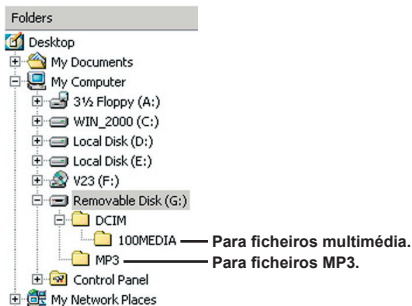 Folders
Desktop
My Documents
My Computer
3½ Floppy (A:)
WIN_2000 (C:)
Local Disk (D:)
Local Disk (E:)
V23 (F:)
Removable Disk (G:)
DCIM
100MEDIA Para ficheiros multimédia.
MP3 Para ficheiros MP3.
Control Panel
My Network Places